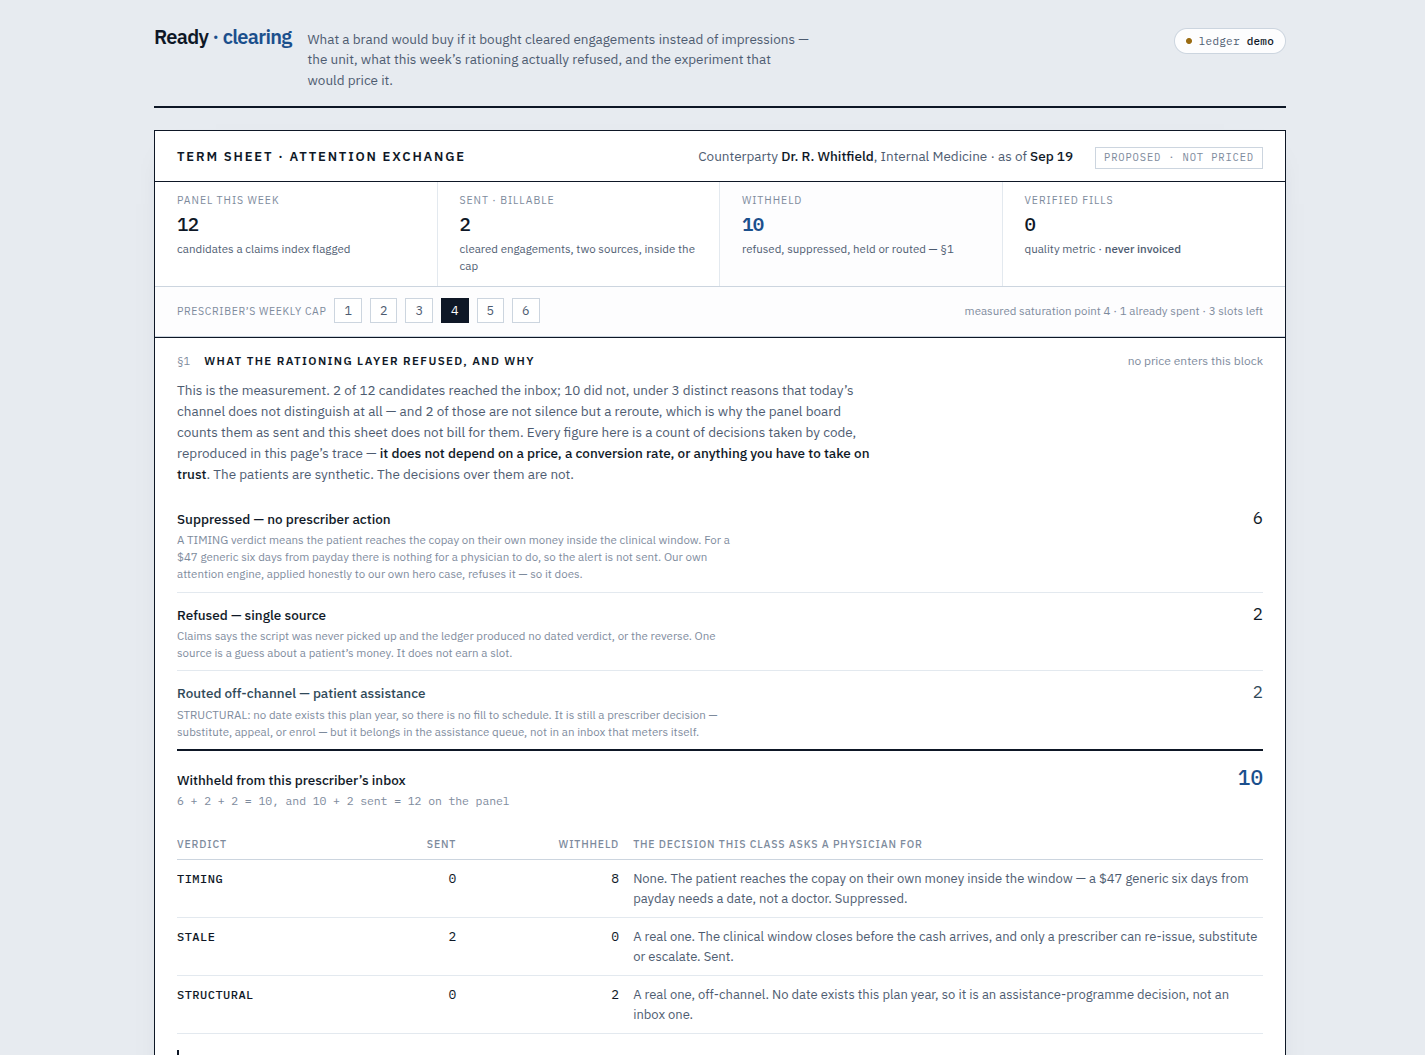 Ready · clearing
What a brand would buy if it bought cleared engagements instead of impressions —
the unit, what this week’s rationing actually refused, and the experiment that
would price it.
ledger demo
TERM SHEET · ATTENTION EXCHANGE
Counterparty Dr. R. Whitfield, Internal Medicine · as of Sep 19
PROPOSED · NOT PRICED
PANEL THIS WEEK
12
candidates a claims index flagged
SENT · BILLABLE
2
cleared engagements, two sources, inside the
cap
WITHHELD
10
refused, suppressed, held or routed — §1
VERIFIED FILLS
0
quality metric · never invoiced
PRESCRIBER’S WEEKLY CAP 1 2 3 4 5 6
measured saturation point 4 · 1 already spent · 3 slots left
§1 WHAT THE RATIONING LAYER REFUSED, AND WHY
no price enters this block
This is the measurement. 2 of 12 candidates reached the inbox; 10 did not, under 3 distinct reasons that today’s
channel does not distinguish at all — and 2 of those are not silence but a reroute, which is why the panel board
counts them as sent and this sheet does not bill for them. Every figure here is a count of decisions taken by code,
reproduced in this page’s trace — it does not depend on a price, a conversion rate, or anything you have to take on
trust. The patients are synthetic. The decisions over them are not.
Suppressed — no prescriber action
6
A TIMING verdict means the patient reaches the copay on their own money inside the clinical window. For a
$47 generic six days from payday there is nothing for a physician to do, so the alert is not sent. Our own
attention engine, applied honestly to our own hero case, refuses it — so it does.
Refused — single source
2
Claims says the script was never picked up and the ledger produced no dated verdict, or the reverse. One
source is a guess about a patient’s money. It does not earn a slot.
Routed off-channel — patient assistance
2
STRUCTURAL: no date exists this plan year, so there is no fill to schedule. It is still a prescriber decision —
substitute, appeal, or enrol — but it belongs in the assistance queue, not in an inbox that meters itself.
Withheld from this prescriber’s inbox
10
6 + 2 + 2 = 10, and 10 + 2 sent = 12 on the panel
VERDICT SENT WITHHELD THE DECISION THIS CLASS ASKS A PHYSICIAN FOR
TIMING 0 8 None. The patient reaches the copay on their own money inside the window — a $47 generic six days from
payday needs a date, not a doctor. Suppressed.
STALE 2 0 A real one. The clinical window closes before the cash arrives, and only a prescriber can re-issue, substitute
or escalate. Sent.
STRUCTURAL 0 2 A real one, off-channel. No date exists this plan year, so it is an assistance-programme decision, not an
inbox one.